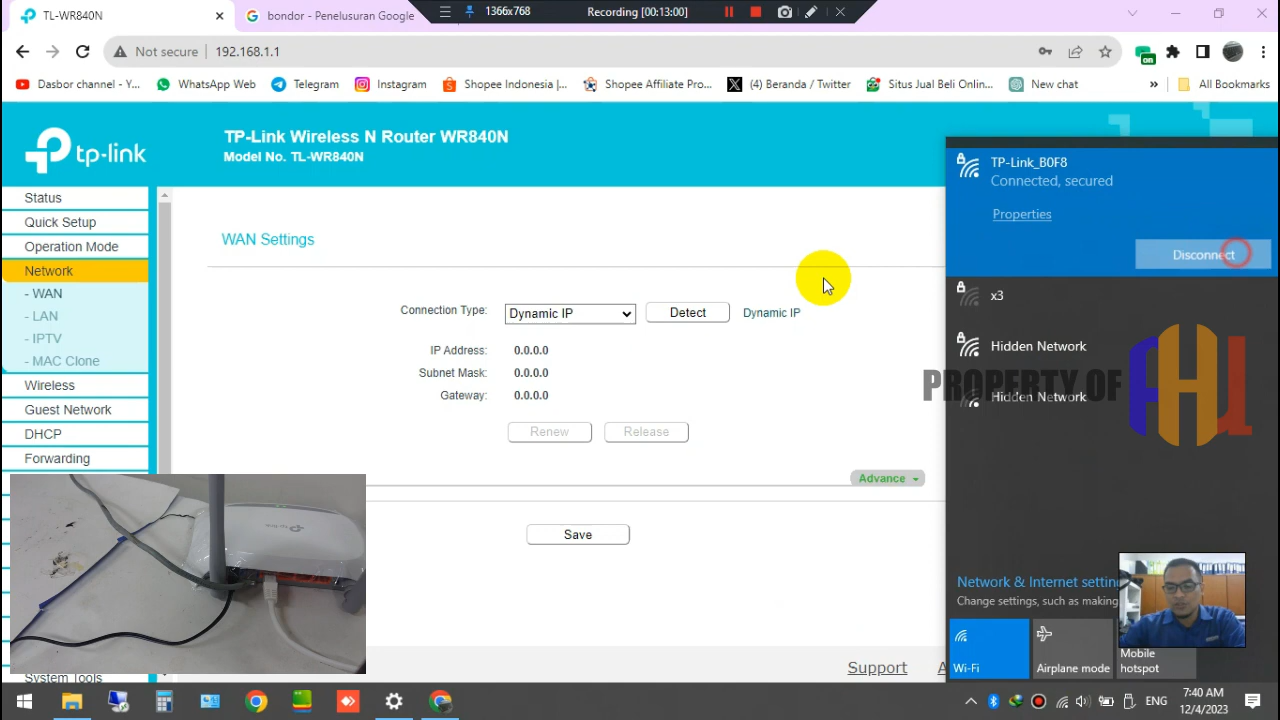 TL-WR840N
bondor - Penelusuran Google
1366x768
Recording [00:13:00]
Not secure
192.168.1.1
on
Dasbor channel - Y...
WhatsApp Web
Telegram
Instagram
Shopee Indonesia |...
Shopee Affiliate Pro...
(4) Beranda / Twitter
Situs Jual Beli Onlin...
New chat
»
All Bookmarks
tp-link
TP-Link Wireless N Router WR840N
Model No. TL-WR840N
Status
Quick Setup
Operation Mode
Network
- WAN
- LAN
- IPTV
- MAC Clone
Wireless
Guest Network
DHCP
Forwarding
System Tools
WAN Settings
Connection Type:
Dynamic IP
Detect
Dynamic IP
IP Address:
0.0.0.0
Subnet Mask:
0.0.0.0
Gateway:
0.0.0.0
Renew
Release
Advance
Save
Support
A
TP-Link_B0F8
Connected, secured
Properties
Disconnect
x3
Hidden Network
PROPERTY OF
AHU
Hidden Network
Network & Internet settin
Change settings, such as making
Wi-Fi
Airplane mode
Mobile
hotspot
ENG
7:40 AM
12/4/2023